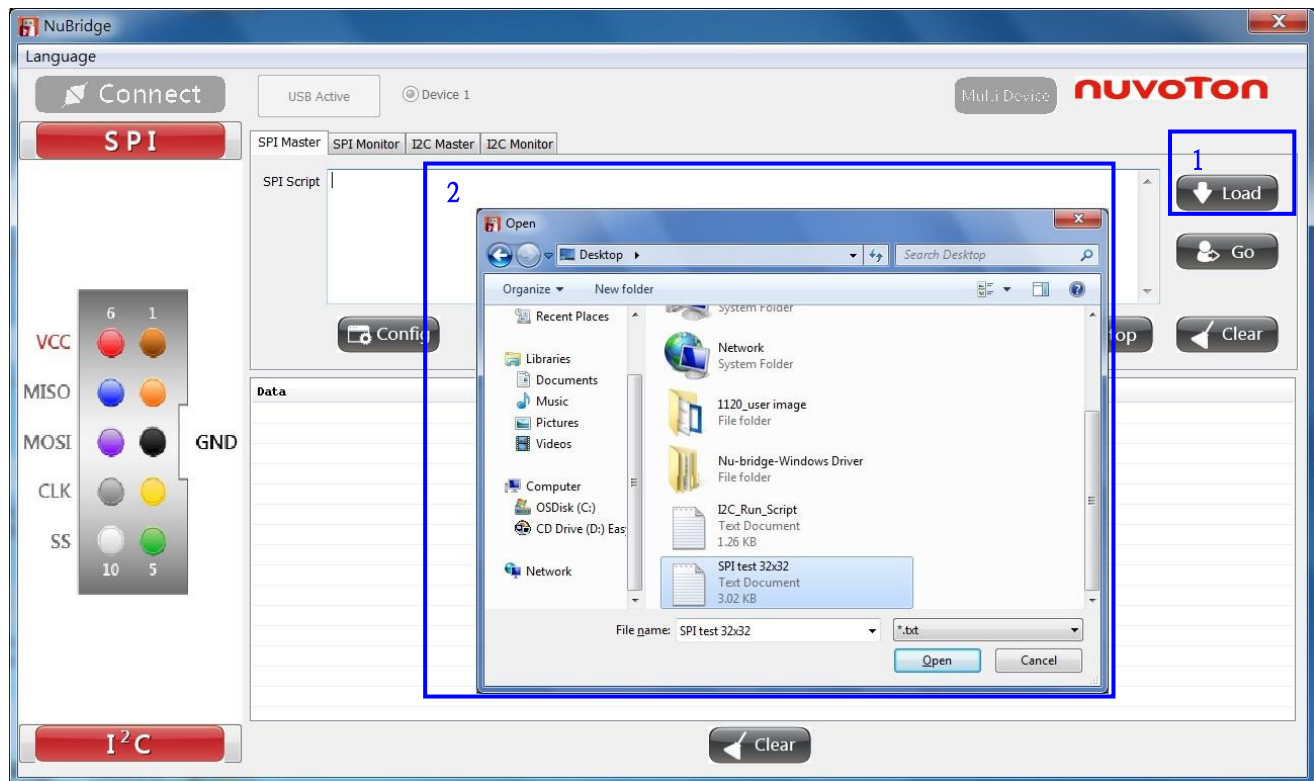 NuBridge
Language
Connect
USB Active
Device 1
Multi Device
nuvoTon
SPI
SPI Master
SPI Monitor
I2C Master
I2C Monitor
1
SPI Script
2
Load
Open
Desktop
Search Desktop
Go
Organize
New folder
6 1
Recent Places
System Folder
Config
op
Clear
VCC
Libraries
Network
System Folder
Documents
MISO
Data
Music
1120_user image
File folder
Pictures
MOSI
GND
Videos
Nu-bridge-Windows Driver
File folder
CLK
Computer
OSDisk (C:)
I2C_Run_Script
Text Document
1.26 KB
CD Drive (D:) Eas
SS
10 5
Network
SPI test 32x32
Text Document
3.02 KB
File name: SPI test 32x32
*.txt
Open
Cancel
I²C
Clear